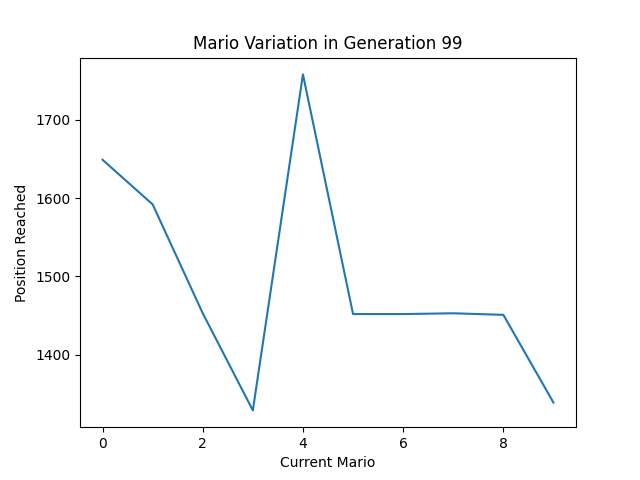 Mario Variation in Generation 99
Position Reached
1700
1600
1500
1400
0 2 4 6 8
Current Mario